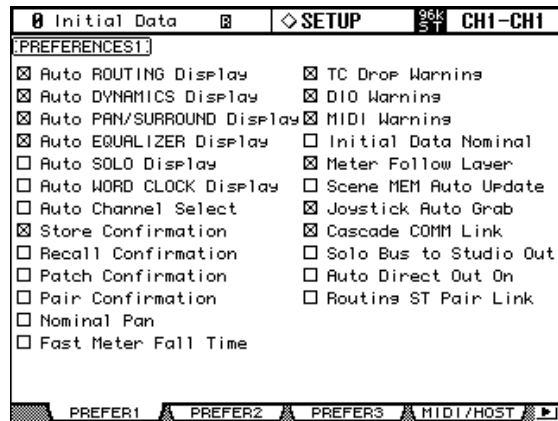 0 Initial Data R ◇SETUP 96k ST CH1-CH1
PREFERENCES1
☒ Auto ROUTING Display
☒ Auto DYNAMICS Display
☒ Auto PAN/SURROUND Display
☒ Auto EQUALIZER Display
☐ Auto SOLO Display
☐ Auto WORD CLOCK Display
☐ Auto Channel Select
☒ Store Confirmation
☐ Recall Confirmation
☐ Patch Confirmation
☐ Pair Confirmation
☐ Nominal Pan
☐ Fast Meter Fall Time
☒ TC Drop Warning
☒ DIO Warning
☒ MIDI Warning
☐ Initial Data Nominal
☒ Meter Follow Layer
☐ Scene MEM Auto Update
☒ Joystick Auto Grab
☒ Cascade COMM Link
☐ Solo Bus to Studio Out
☐ Auto Direct Out On
☐ Routing ST Pair Link
PREFER1 PREFER2 PREFER3 MIDI/HOST